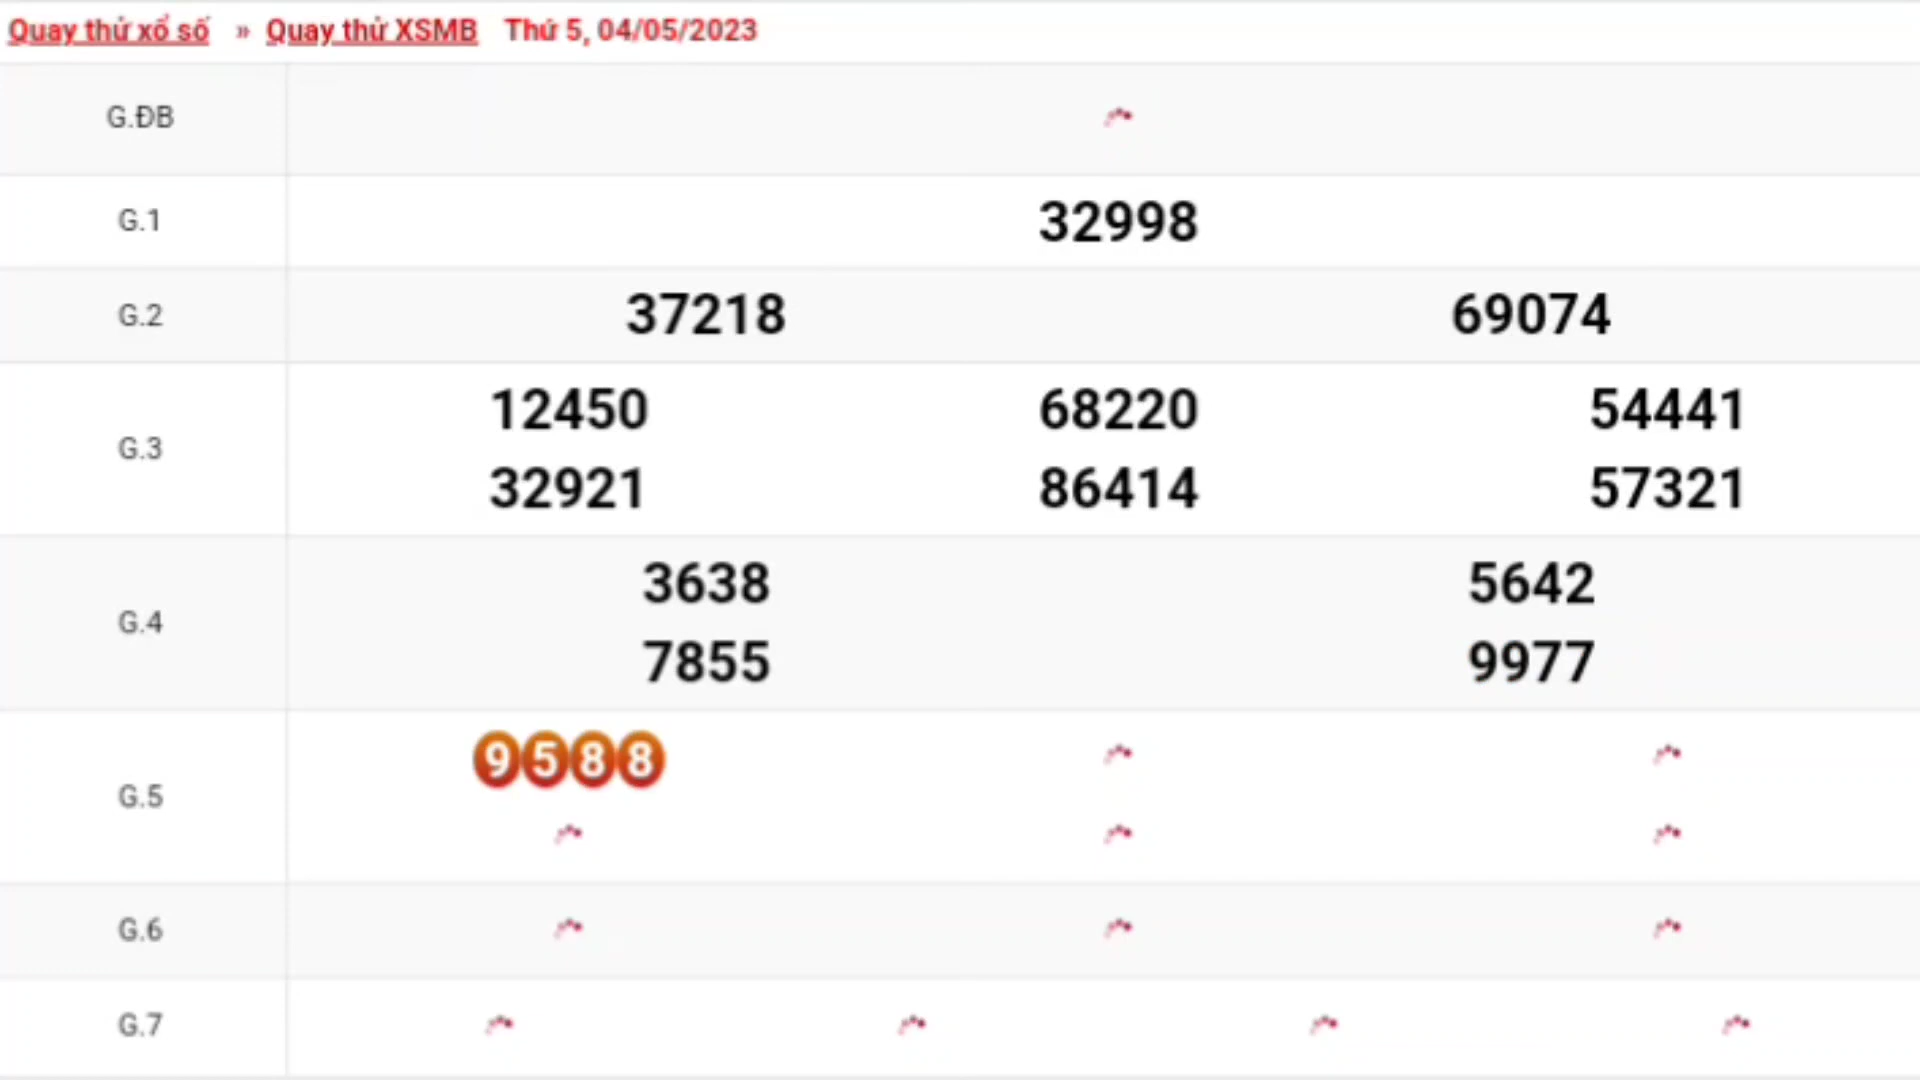 Quay thử xổ số » Quay thử XSMB Thứ 5, 04/05/2023
G.ĐB
G.1 32998
G.2 37218 69074
G.3
12450 68220 54441
32921 86414 57321
G.4
3638 5642
7855 9977
G.5
9588
G.6
G.7